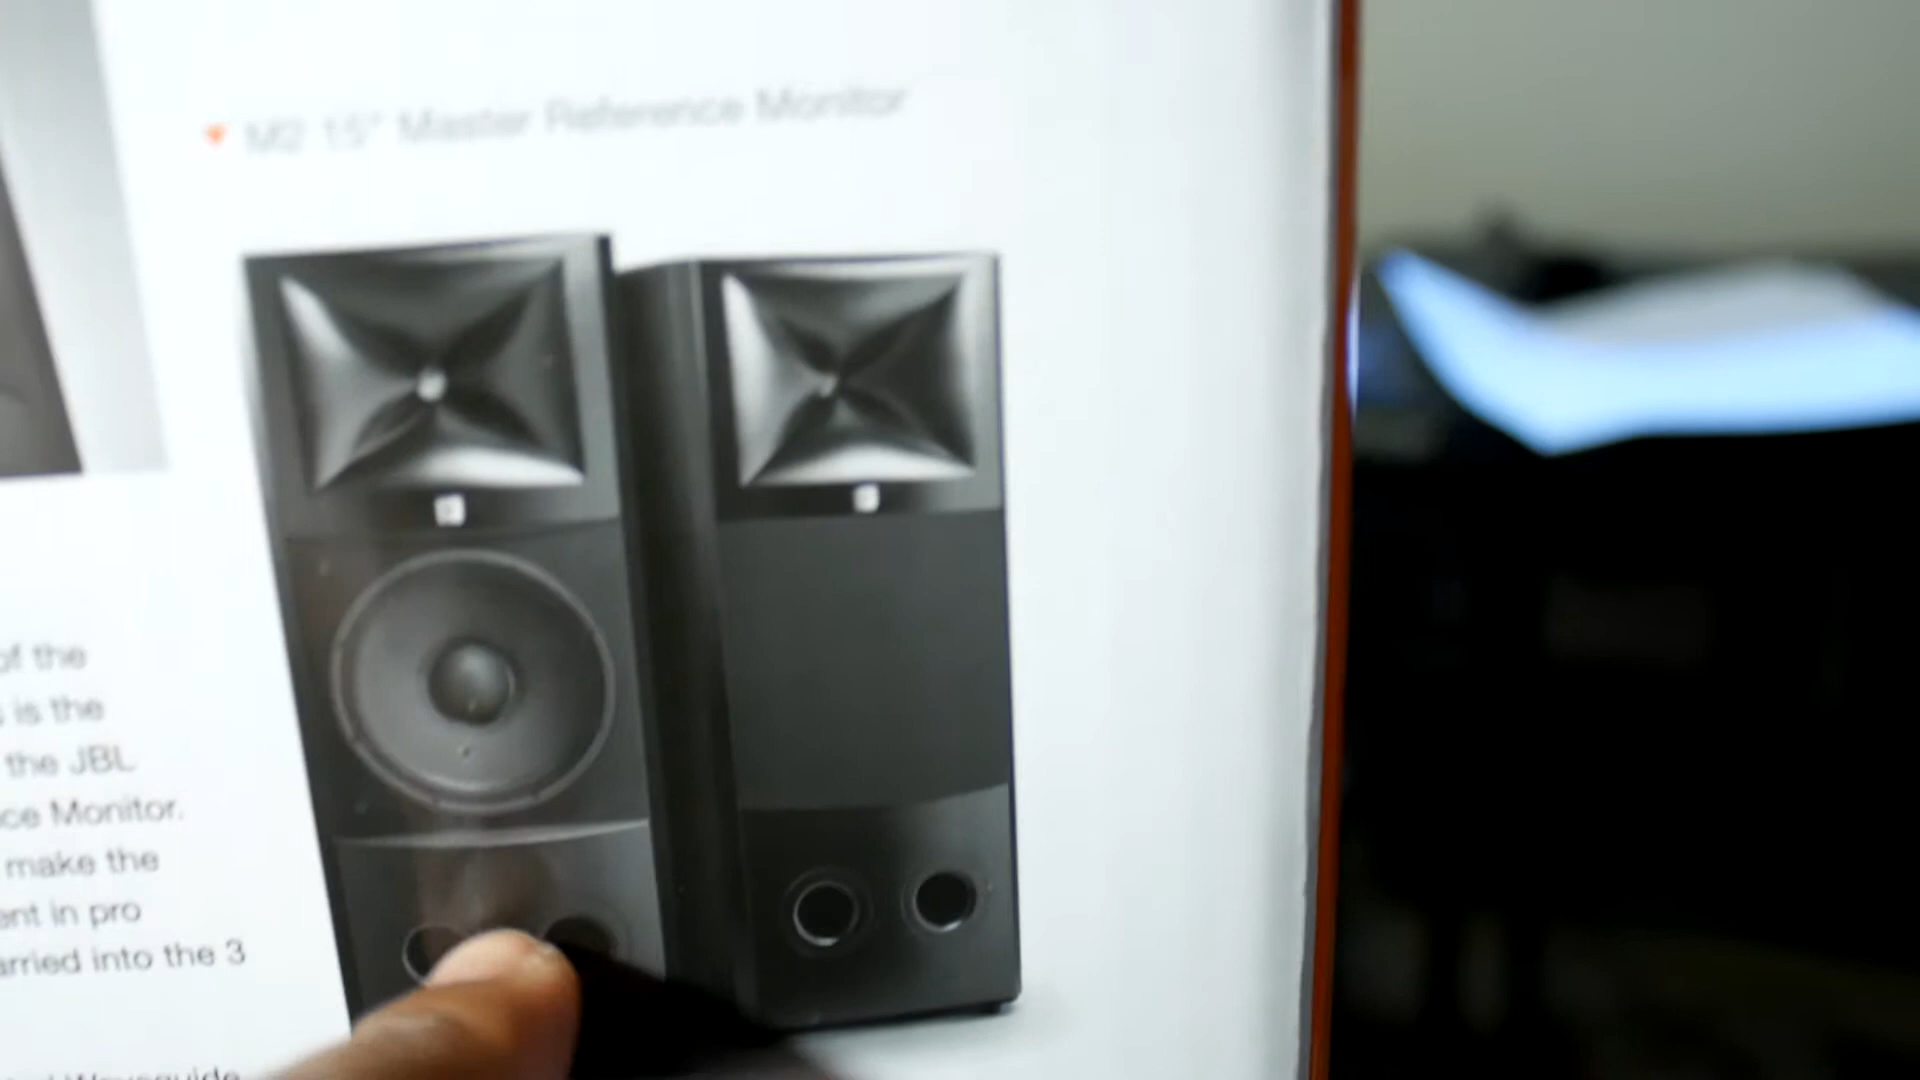 M2 15" Master Reference Monitor
of the
is the
the JBL
ce Monitor.
make the
ent in pro
arried into the 3
Waveguide